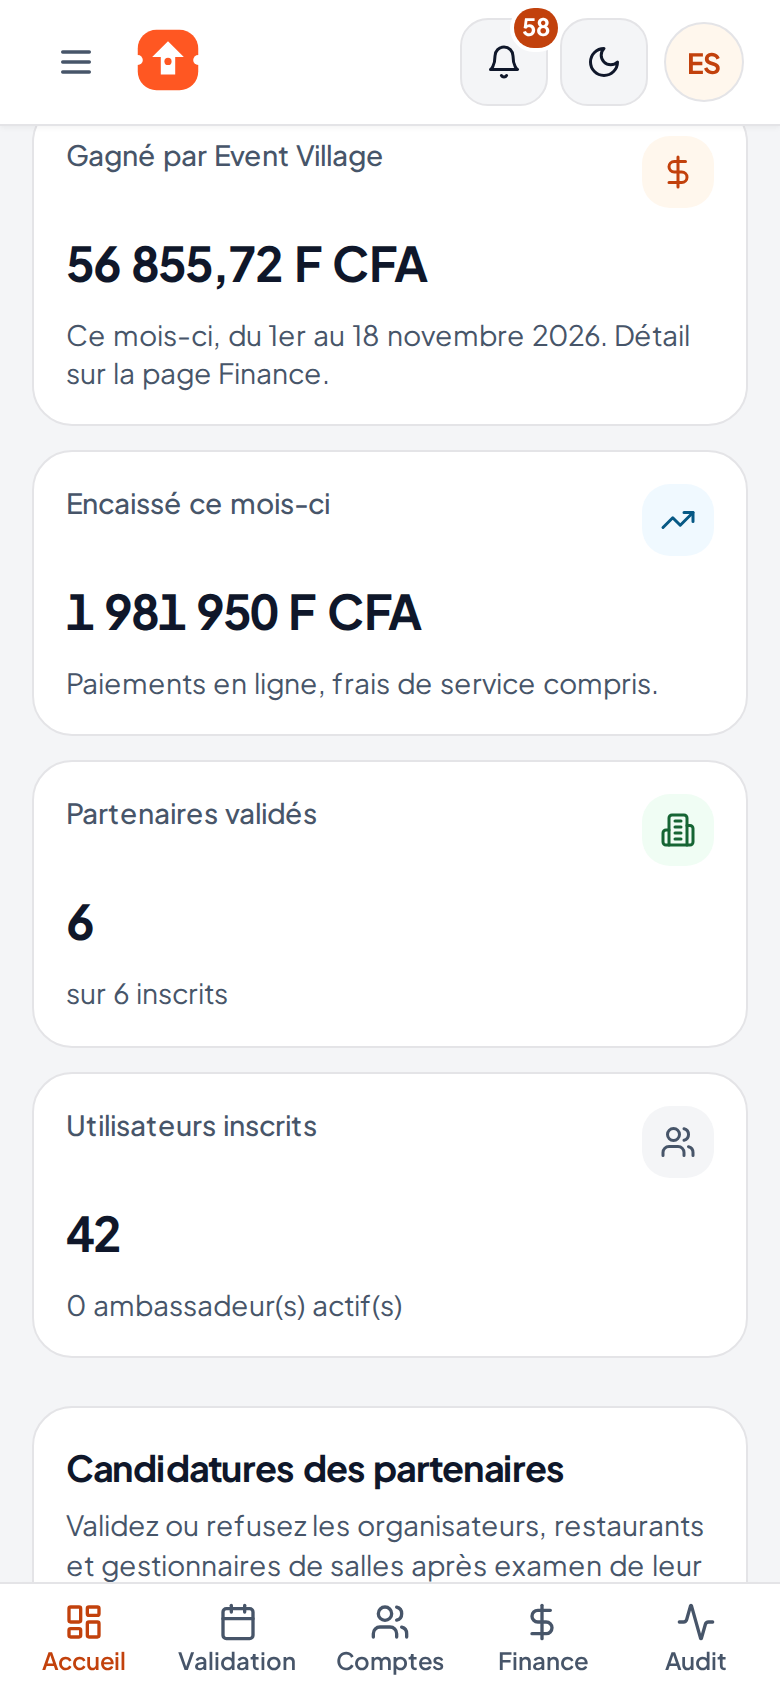 58
ES
Gagné par Event Village
56 855,72 F CFA
Ce mois-ci, du 1er au 18 novembre 2026. Détail
sur la page Finance.
Encaissé ce mois-ci
1 981 950 F CFA
Paiements en ligne, frais de service compris.
Partenaires validés
6
sur 6 inscrits
Utilisateurs inscrits
42
0 ambassadeur(s) actif(s)
Candidatures des partenaires
Validez ou refusez les organisateurs, restaurants
et gestionnaires de salles après examen de leur
Accueil
Validation
Comptes
Finance
Audit